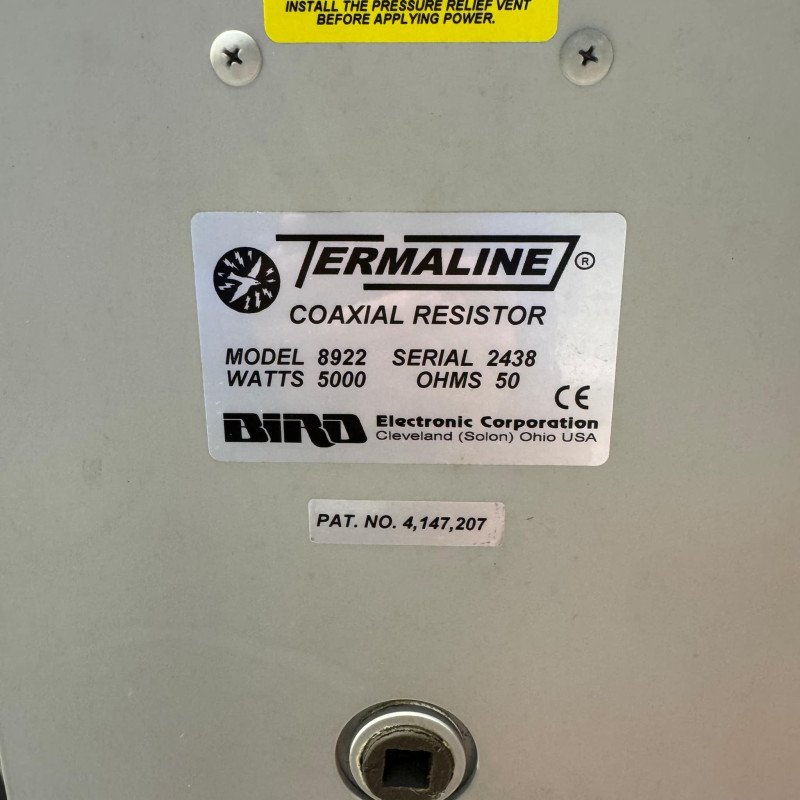 INSTALL THE PRESSURE RELIEF VENT
BEFORE APPLYING POWER.
TERMALINE ®
COAXIAL RESISTOR
MODEL 8922 SERIAL 2438
WATTS 5000 OHMS 50
CE
BIRD Electronic Corporation
Cleveland (Solon) Ohio USA
PAT. NO. 4,147,207